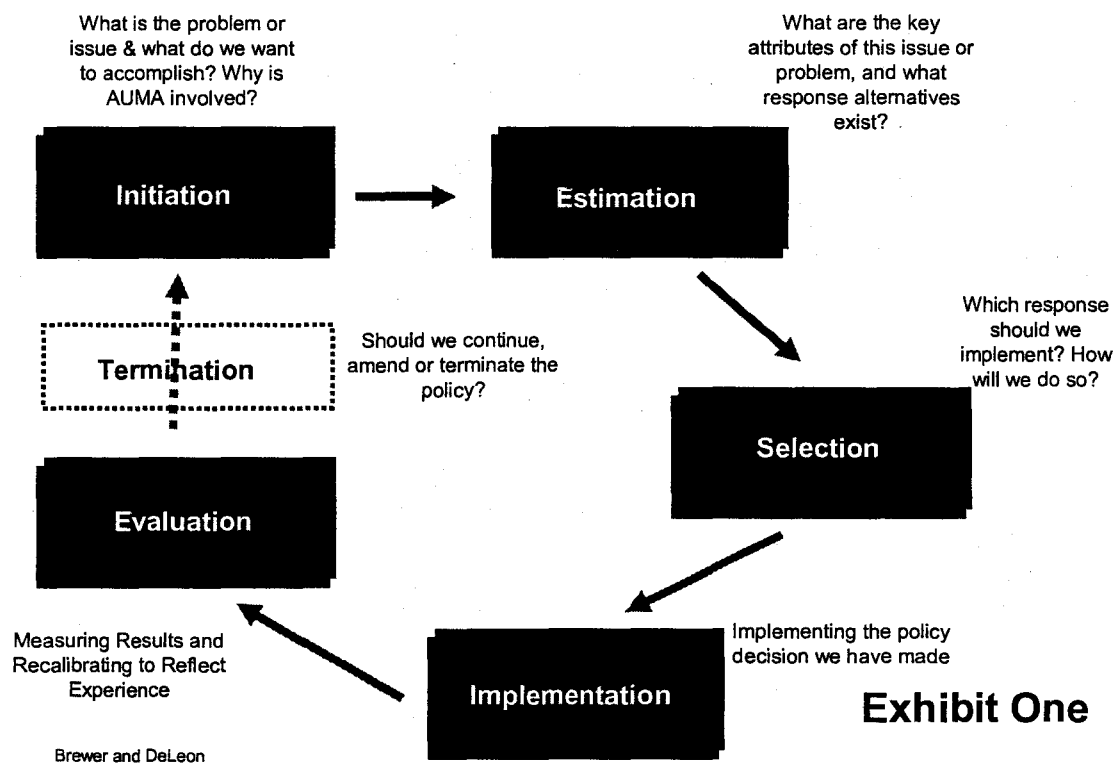 What is the problem or
issue & what do we want
to accomplish? Why is
AUMA involved?
What are the key
attributes of this issue or
problem, and what
response alternatives
exist?
Initiation
Estimation
Which response
should we
implement? How
will we do so?
Termination
Should we continue,
amend or terminate the
policy?
Selection
Evaluation
Measuring Results and
Recalibrating to Reflect
Experience
Implementation
Implementing the policy
decision we have made
Exhibit One
Brewer and DeLeon